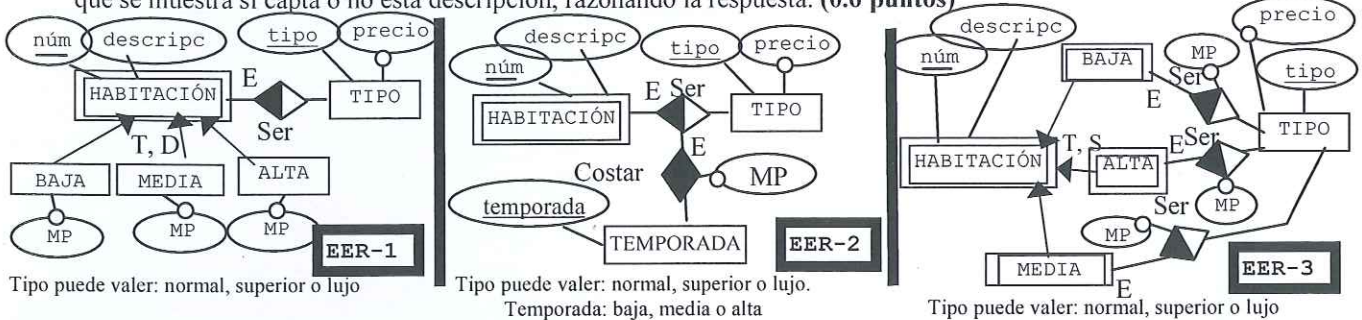 que se muestra si capta o no esta descripción, razonando la respuesta. (0.6 puntos)
núm
descripc
tipo
precio
HABITACIÓN
E
Ser
TIPO
T, D
BAJA
MEDIA
ALTA
MP
MP
MP
EER-1
Tipo puede valer: normal, superior o lujo
descripc
núm
tipo
precio
HABITACIÓN
E
Ser
TIPO
E
Costar
MP
temporada
TEMPORADA
EER-2
Tipo puede valer: normal, superior o lujo.
Temporada: baja, media o alta
descripc
núm
precio
BAJA
MP
Ser
E
tipo
TIPO
HABITACIÓN
T, S
ALTA
E
Ser
MP
Ser
MP
MEDIA
E
EER-3
Tipo puede valer: normal, superior o lujo